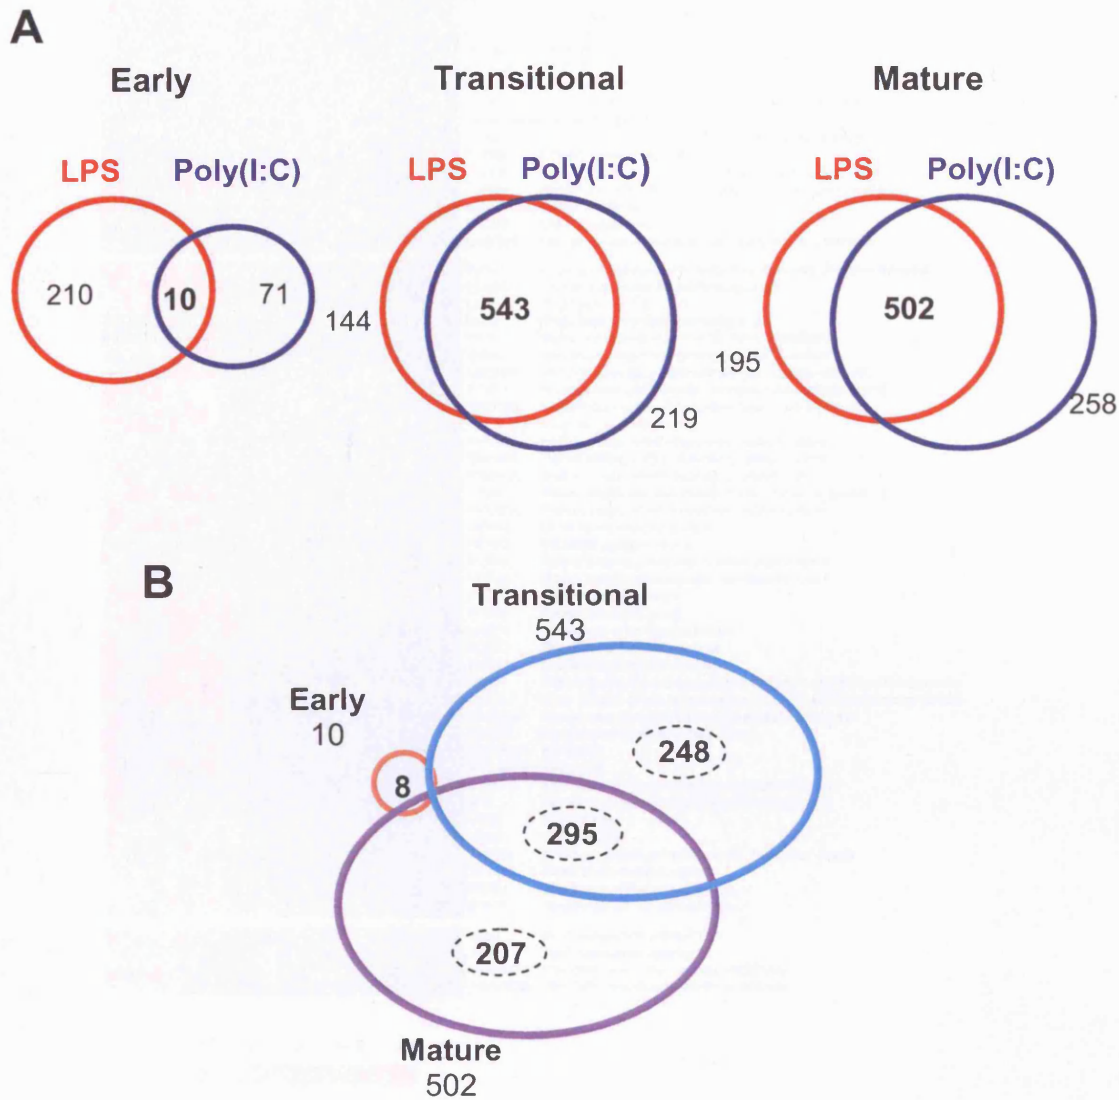 A
Early
Transitional
Mature
LPS
Poly(I:C)
LPS
Poly(I:C)
LPS
Poly(I:C)
210
10
71
144
543
219
195
502
258
B
Transitional
543
Early
10
8
248
295
207
Mature
502